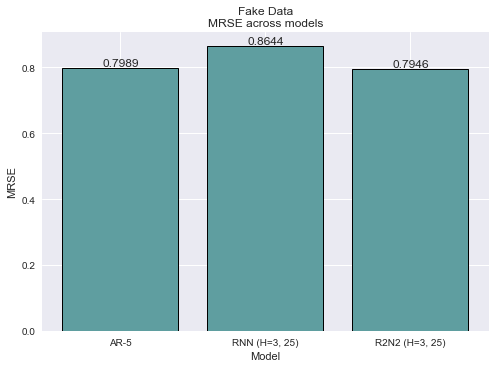 Fake Data
MRSE across models
0.7989
0.8644
0.7946
MRSE
0.8
0.6
0.4
0.2
0.0
AR-5
RNN (H=3, 25)
R2N2 (H=3, 25)
Model